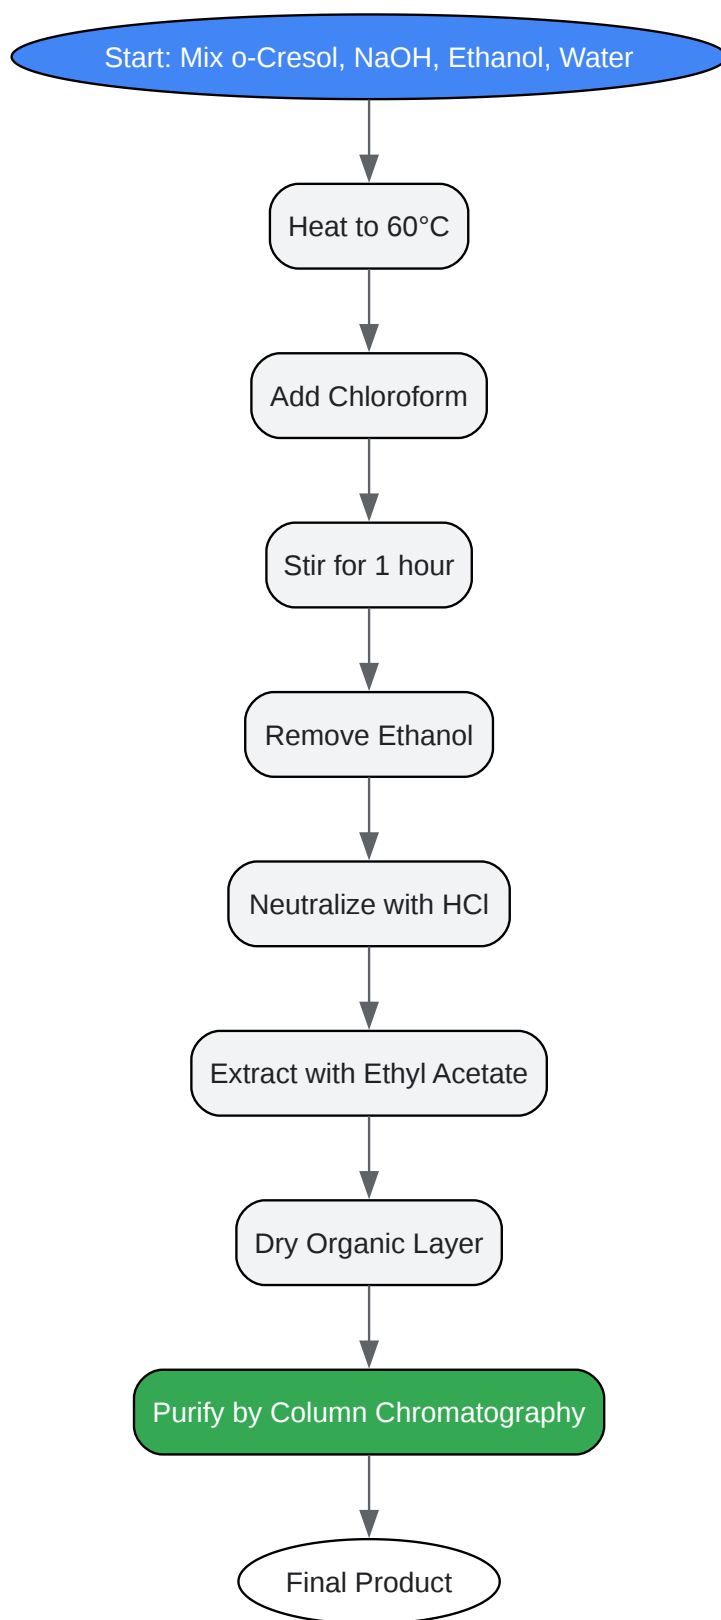 Start: Mix o-Cresol, NaOH, Ethanol, Water
Heat to 60°C
Add Chloroform
Stir for 1 hour
Remove Ethanol
Neutralize with HCl
Extract with Ethyl Acetate
Dry Organic Layer
Purify by Column Chromatography
Final Product